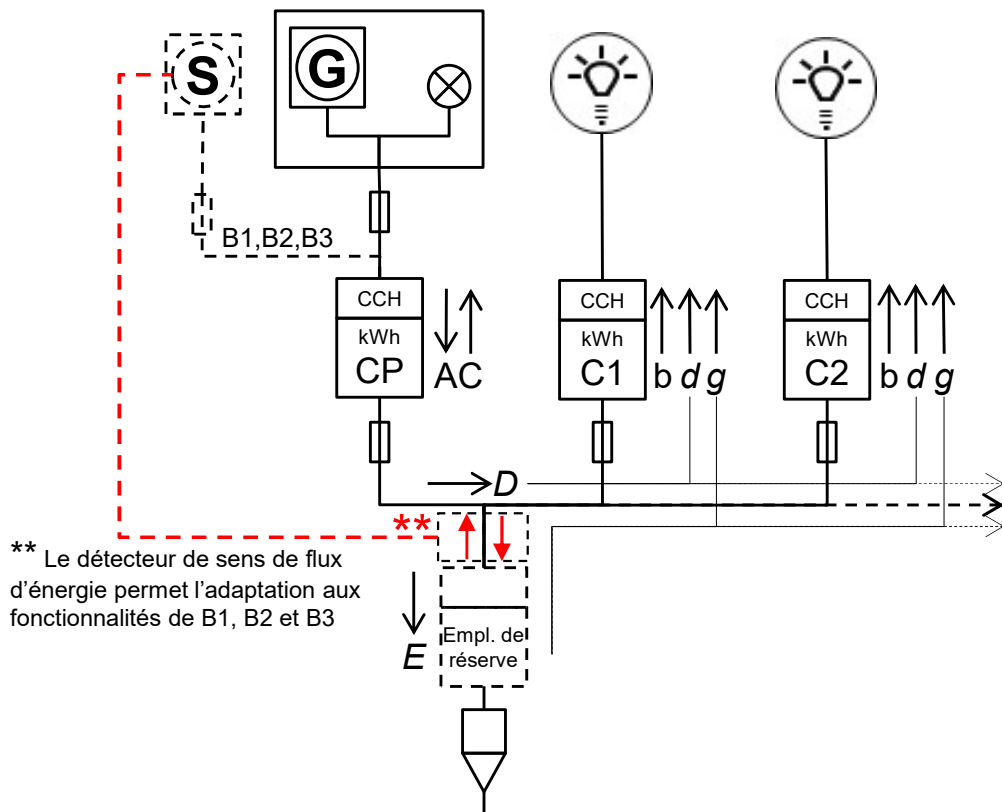 S
G
B1,B2,B3
CCH
kWh
CP
A C
CCH
kWh
C1
b d g
CCH
kWh
C2
b d g
D
**
** Le détecteur de sens de flux
d'énergie permet l'adaptation aux
fonctionnalités de B1, B2 et B3
E
Empl. de
réserve